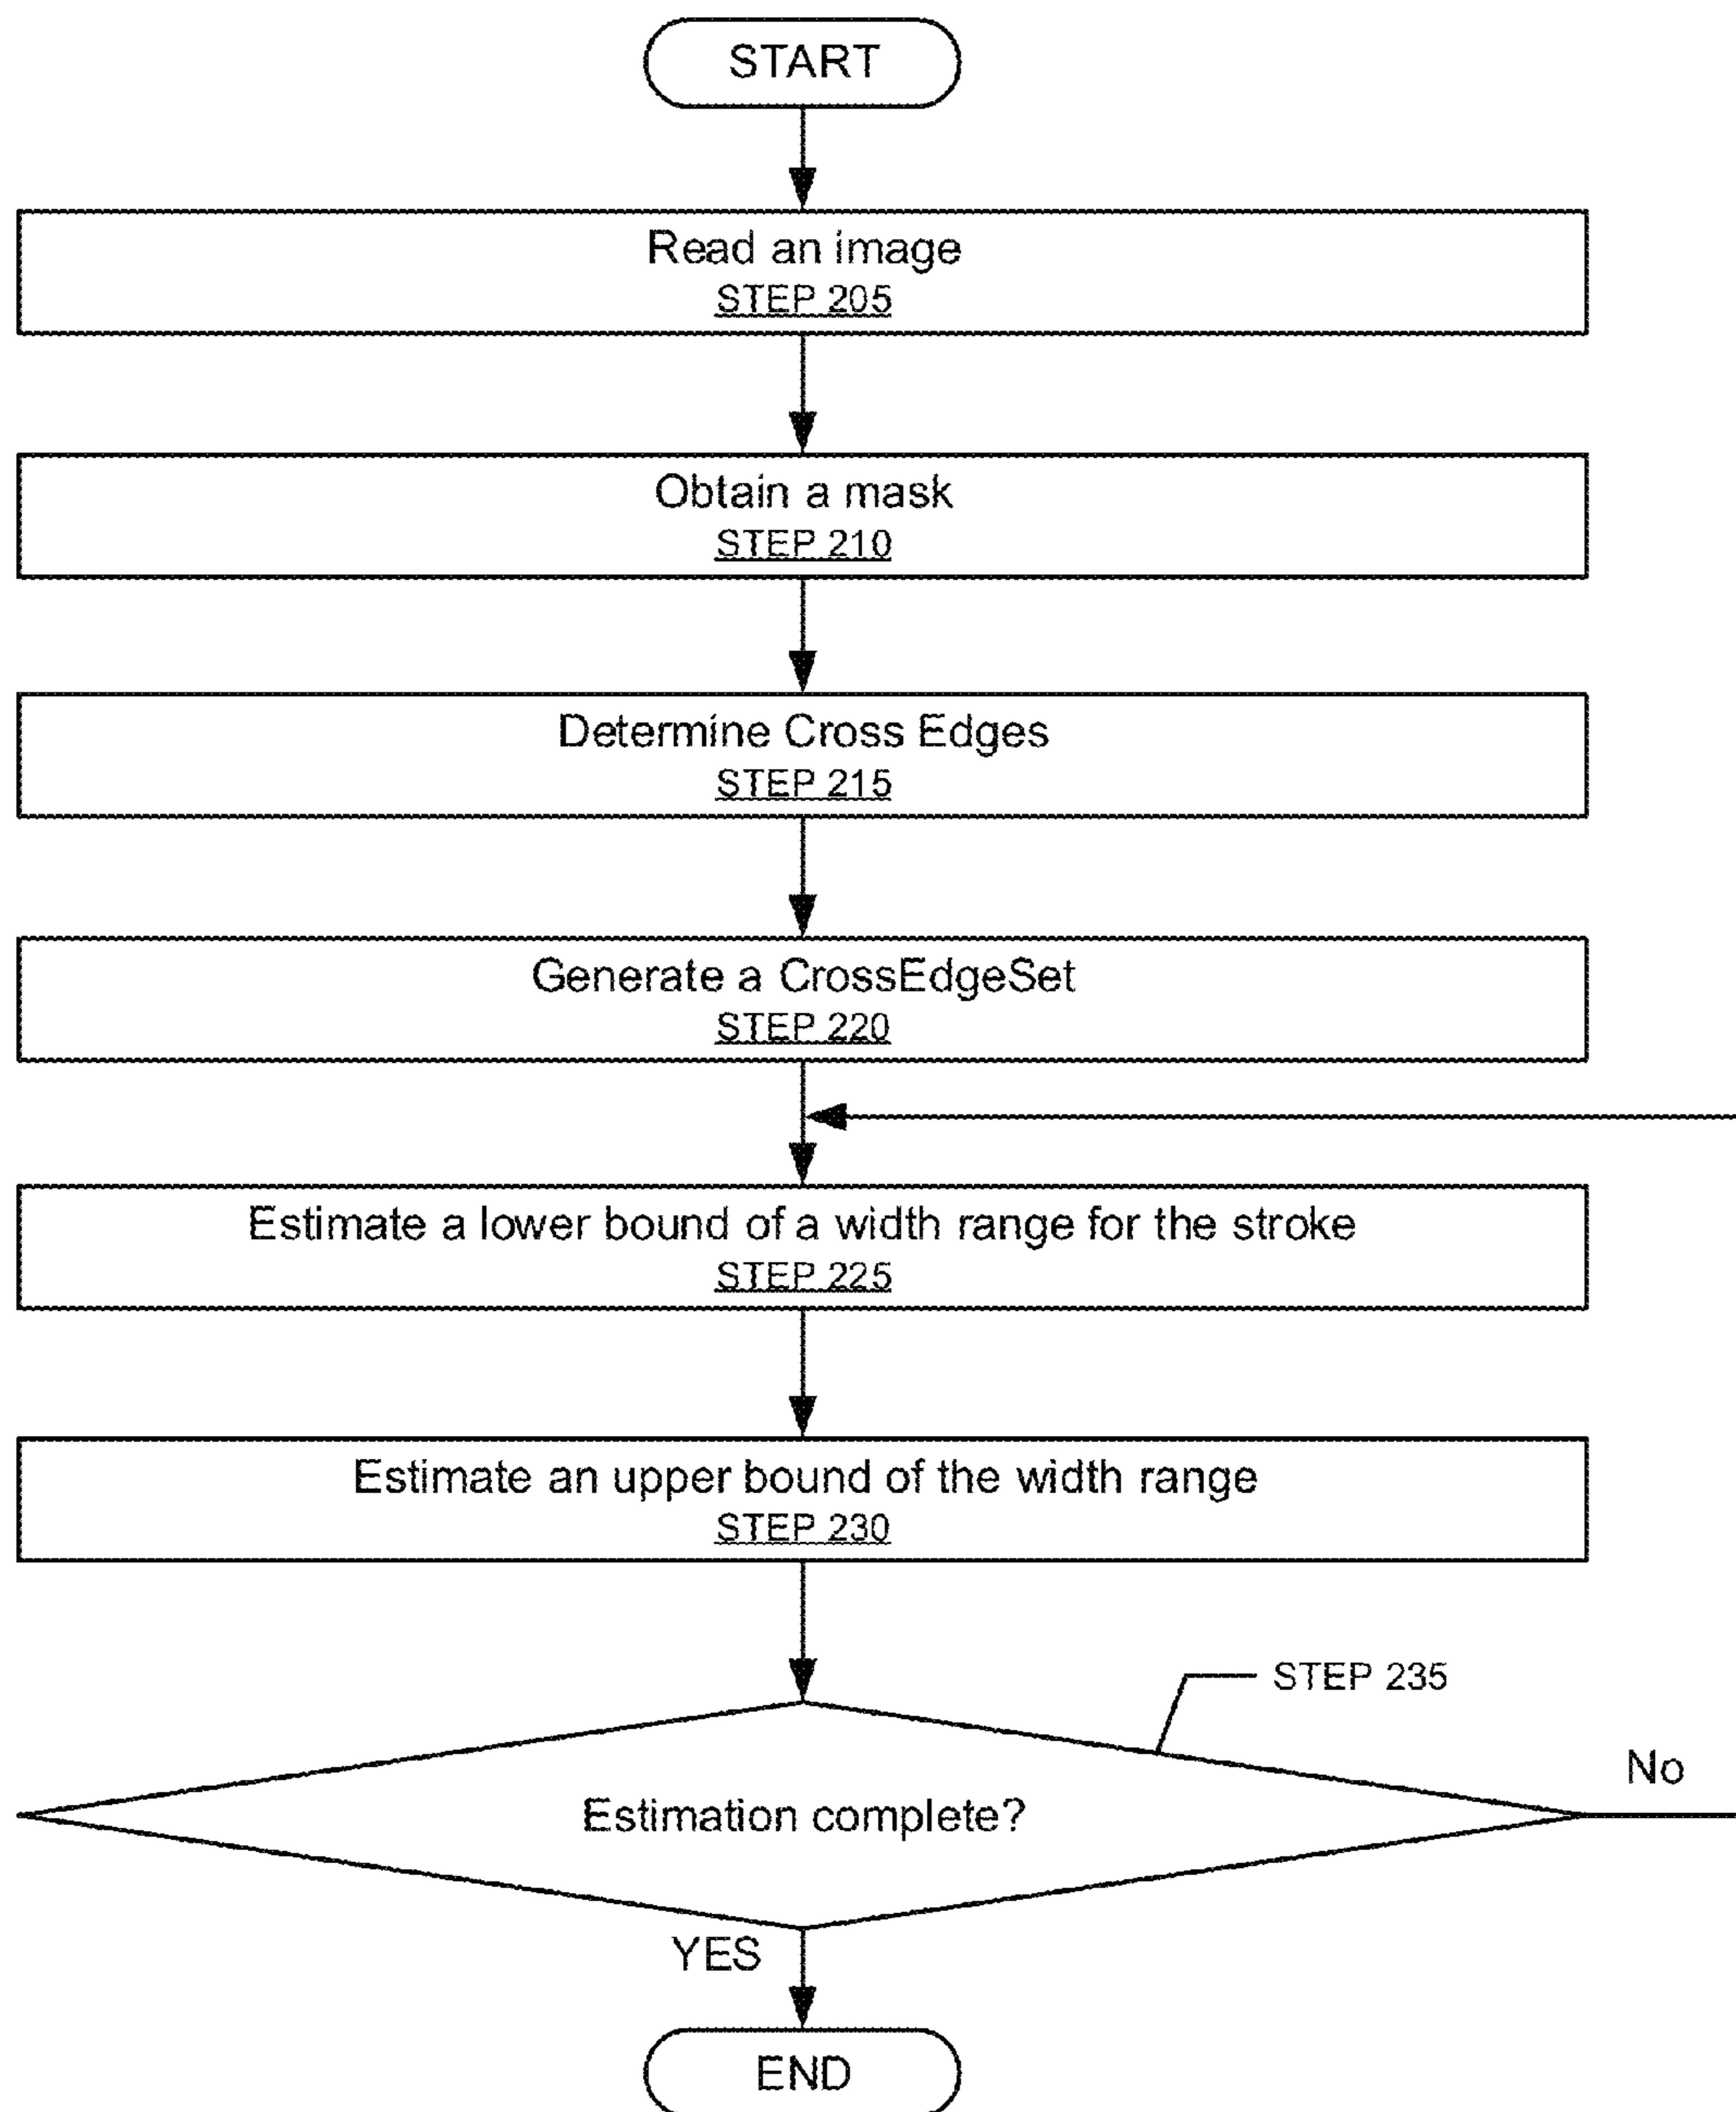 START
Read an image
STEP 205
Obtain a mask
STEP 210
Determine Cross Edges
STEP 215
Generate a CrossEdgeSet
STEP 220
Estimate a lower bound of a width range for the stroke
STEP 225
Estimate an upper bound of the width range
STEP 230
STEP 235
No
Estimation complete?
YES
END